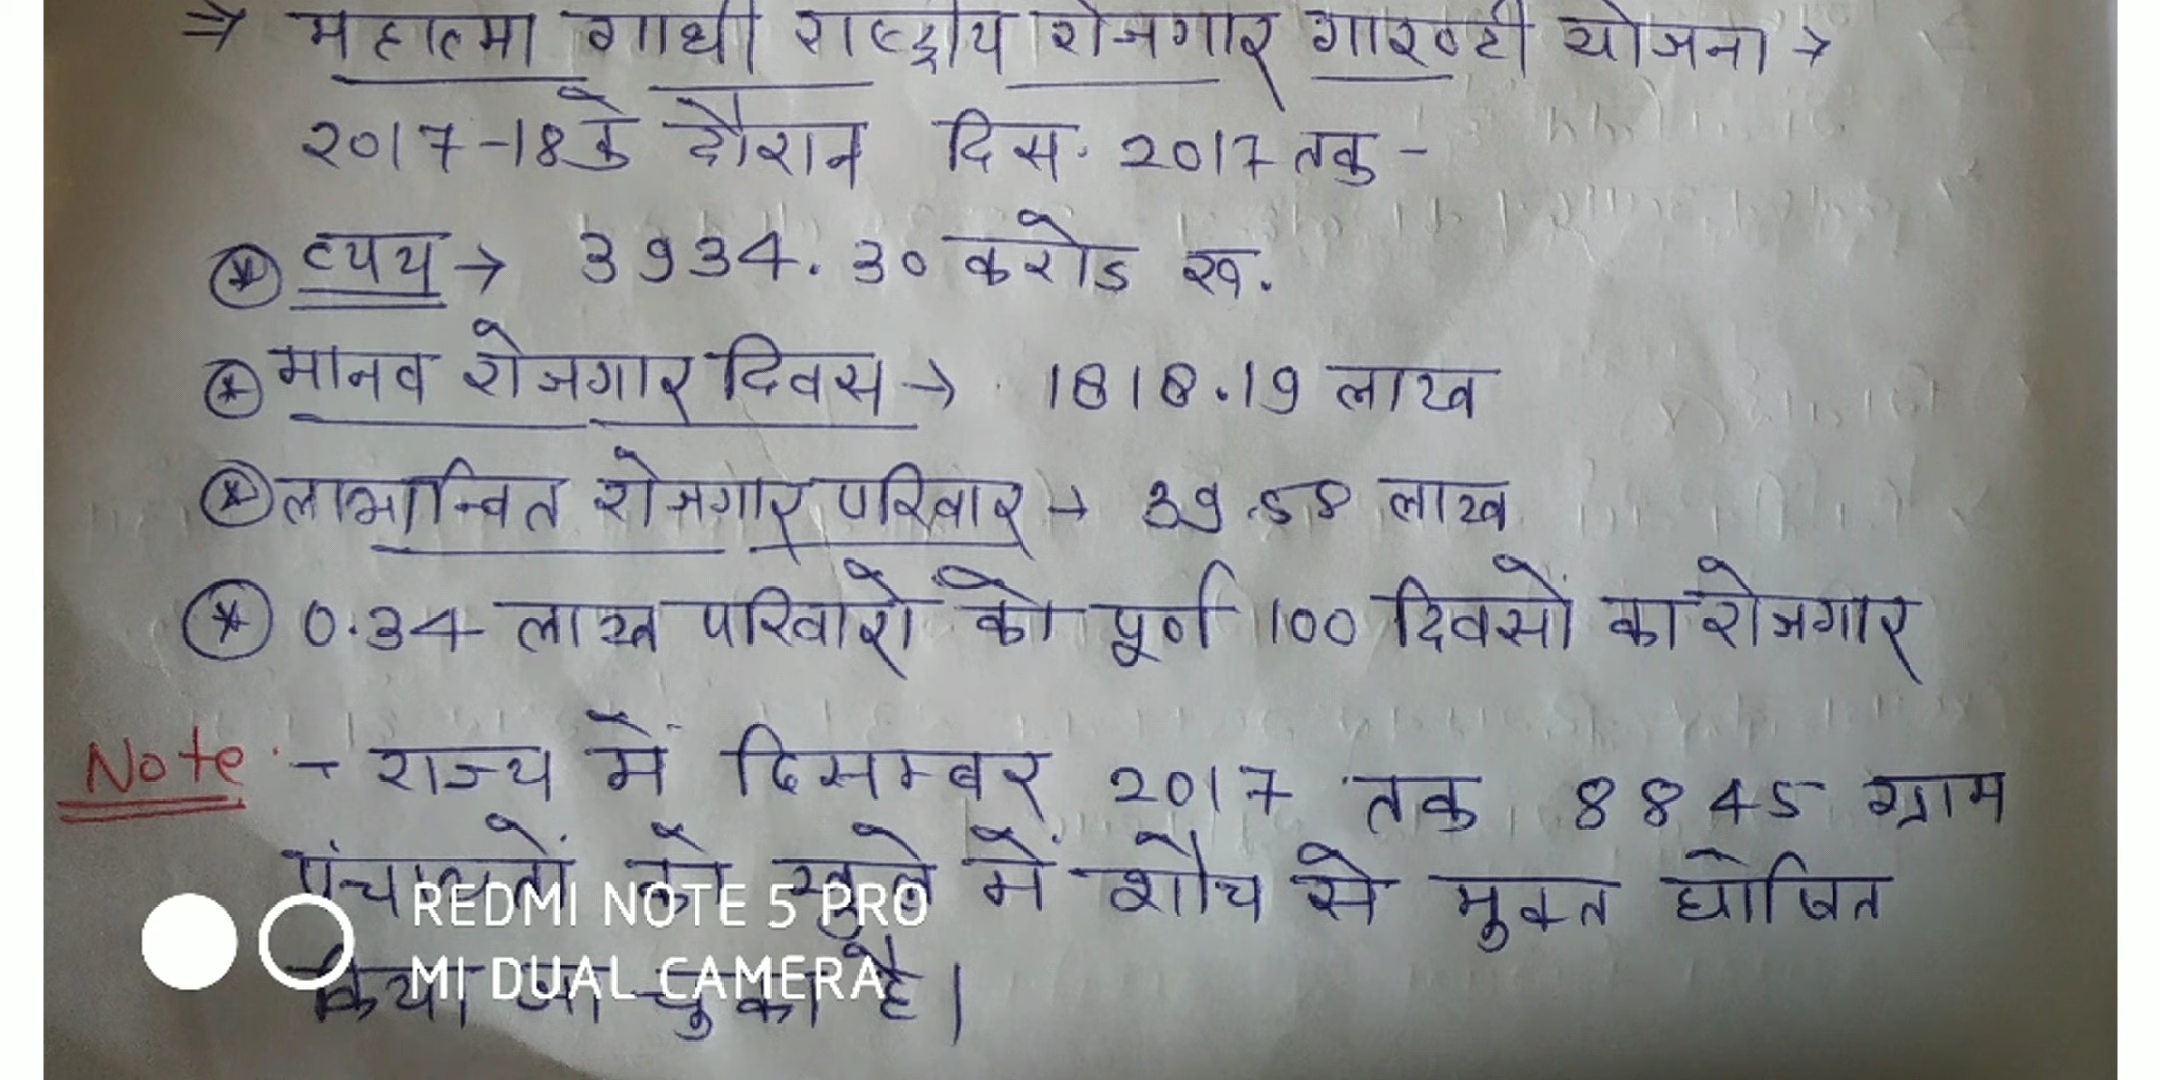 ⇒ महात्मा गांधी राष्ट्रीय रोजगार गारण्टी योजना →
2017-18 के दौरान दिस. 2017 तक -
⊛ व्यय → 3934.30 करोड रू.
⊛ मानव रोजगार दिवस → 1818.19 लाख
⊛ लाभान्वित रोजगार परिवार → 39.58 लाख
⊛ 0.34 लाख परिवारो को पूर्ण 100 दिवसों का रोजगार
Note :- राज्य में दिसम्बर 2017 तक 8845 ग्राम
पंचायतों को खुले में शौच से मुक्त घोषित
किया जा चुका है।
REDMI NOTE 5 PRO
MI DUAL CAMERA